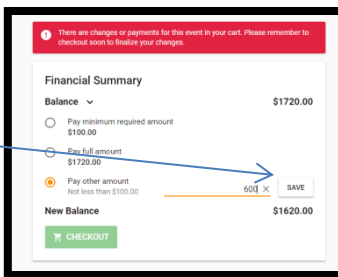 There are changes or payments for this event in your cart. Please remember to
checkout soon to finalize your changes.
Financial Summary
Balance $1720.00
Pay minimum required amount
$100.00
Pay full amount
$1720.00
Pay other amount
Not less than $100.00
600 × SAVE
New Balance $1620.00
CHECKOUT